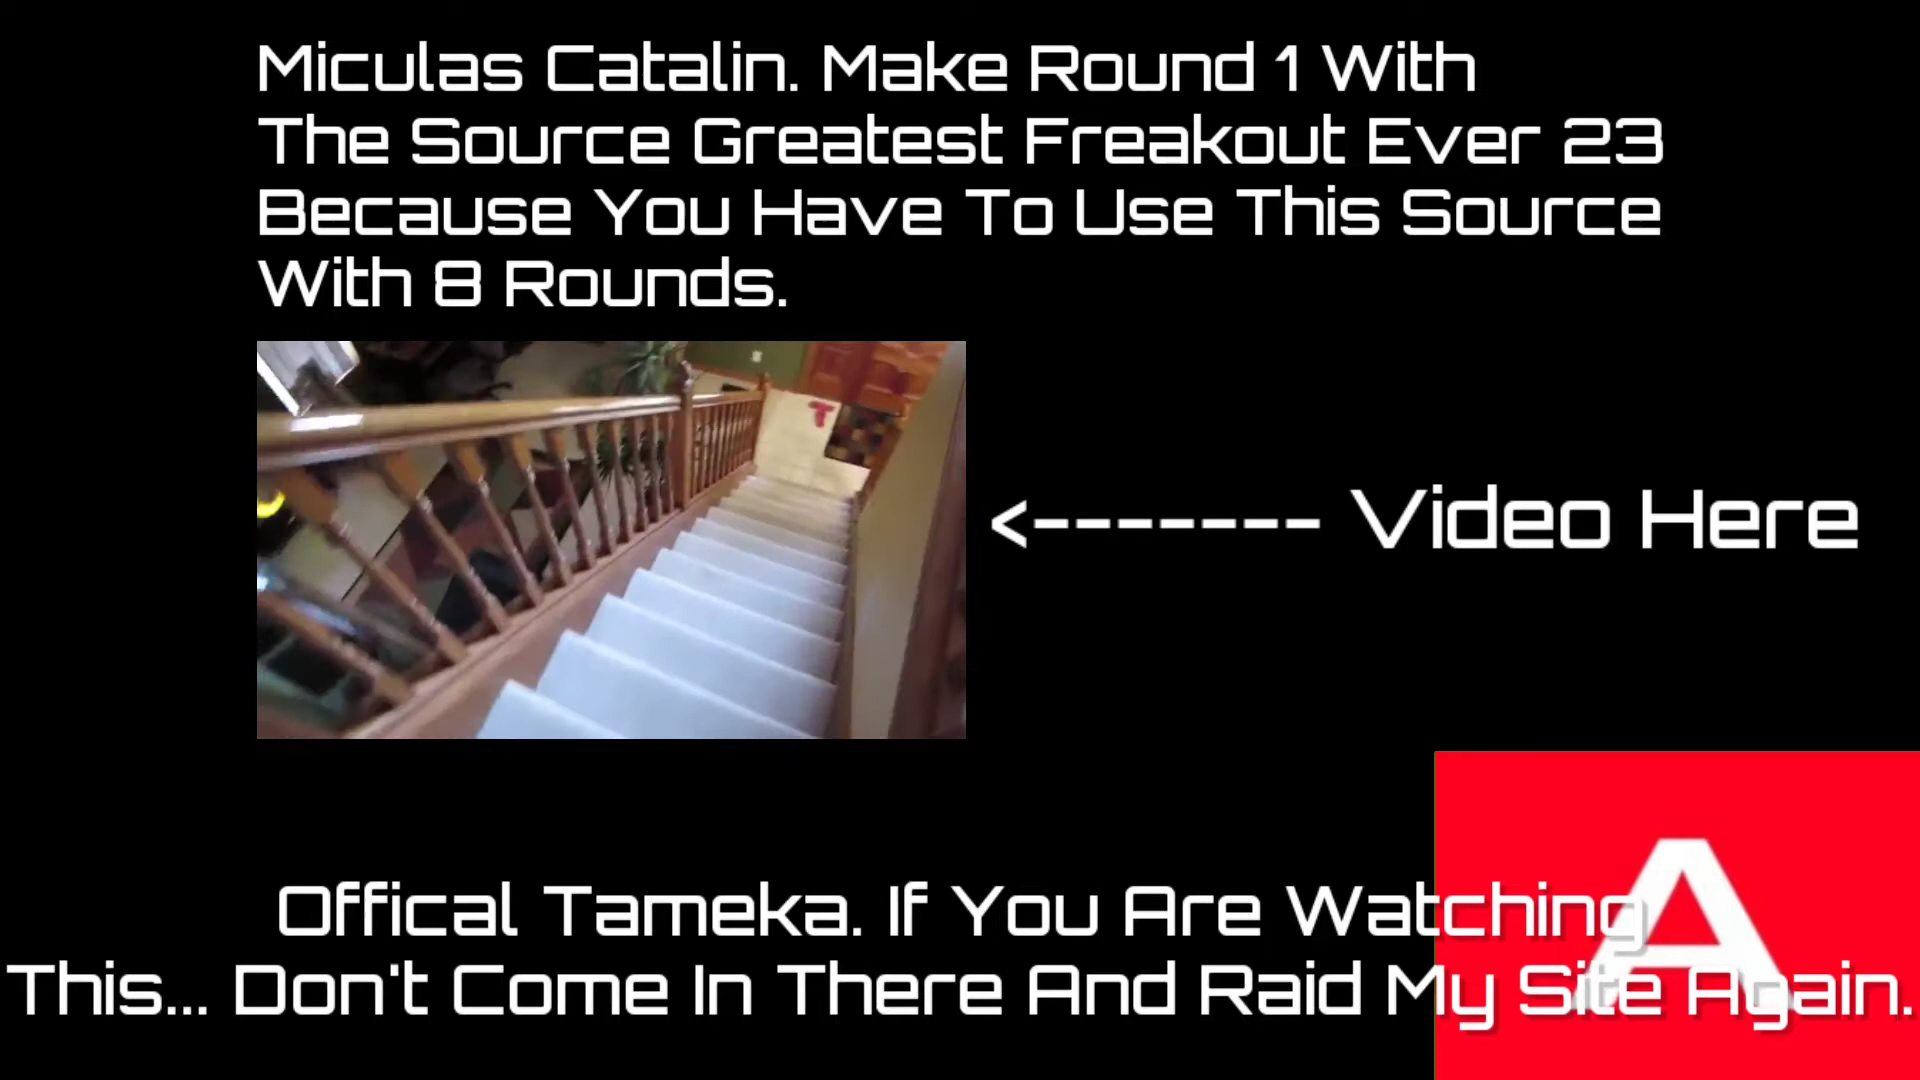 Miculas Catalin. Make Round 1 With
The Source Greatest Freakout Ever 23
Because You Have To Use This Source
With 8 Rounds.
<------- Video Here
A
Offical Tameka. If You Are Watching
This... Don't Come In There And Raid My Site Again.